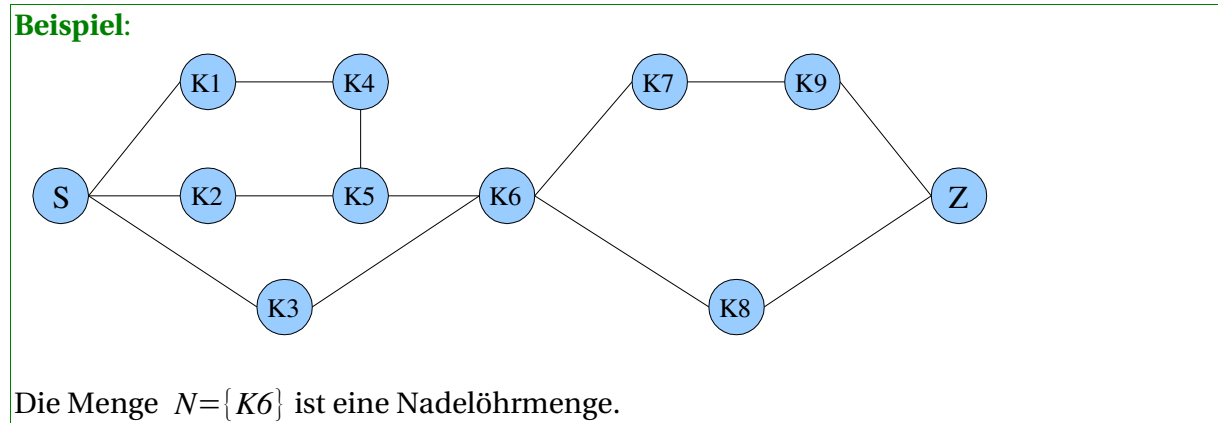 Beispiel:
K1 K4 K7 K9
S K2 K5 K6 Z
K3 K8
Die Menge N={K6} ist eine Nadelöhrmenge.